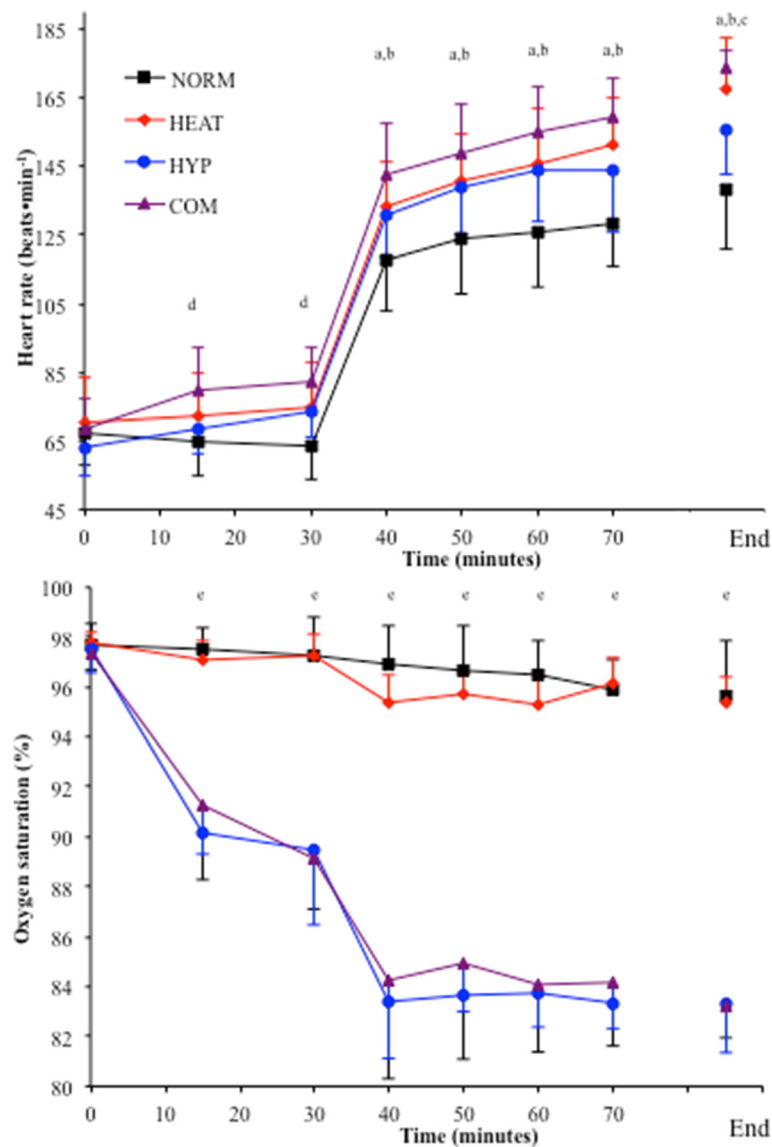 185
a,b,c
a,b a,b a,b a,b
NORM
HEAT
HYP
COM
165
145
125
105
d d
85
65
45
Heart rate (beats•min⁻¹)
0 10 20 30 40 50 60 70 End
Time (minutes)
100
e e e e e e e
98
96
94
92
90
88
86
84
82
80
Oxygen saturation (%)
0 10 20 30 40 50 60 70 End
Time (minutes)